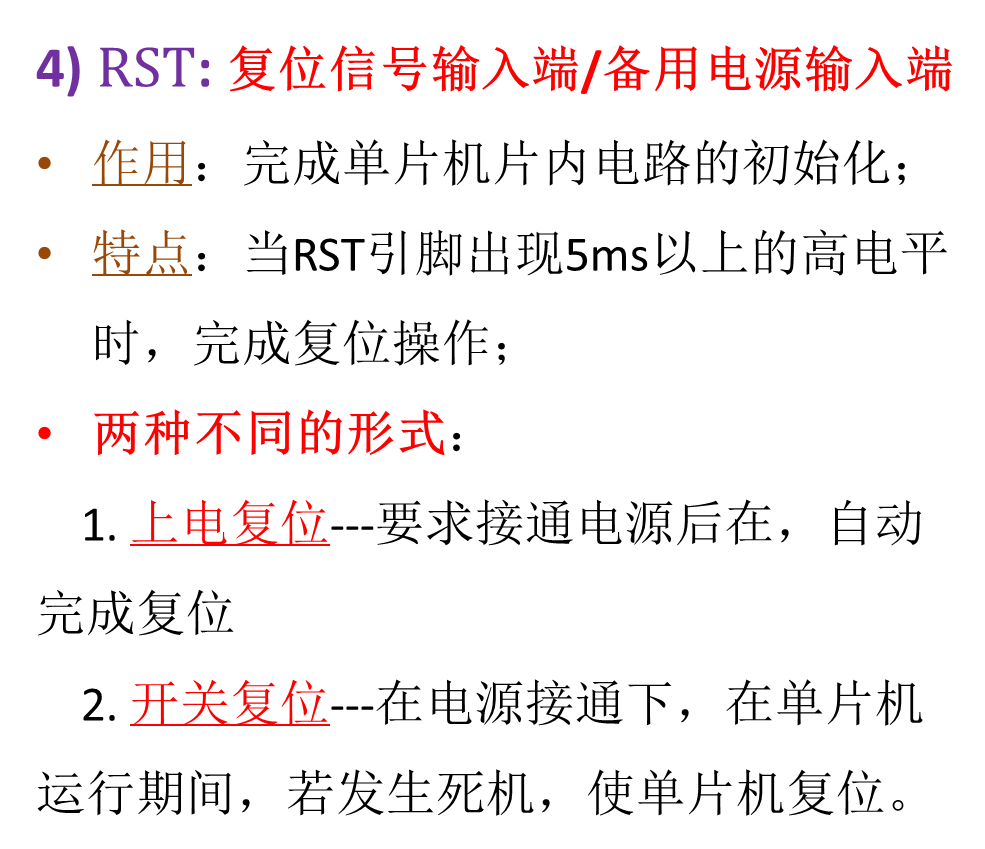 4) RST: 复位信号输入端/备用电源输入端
• 作用：完成单片机片内电路的初始化；
• 特点：当RST引脚出现5ms以上的高电平
时，完成复位操作；
• 两种不同的形式：
1. 上电复位---要求接通电源后在，自动
完成复位
2. 开关复位---在电源接通下，在单片机
运行期间，若发生死机，使单片机复位。